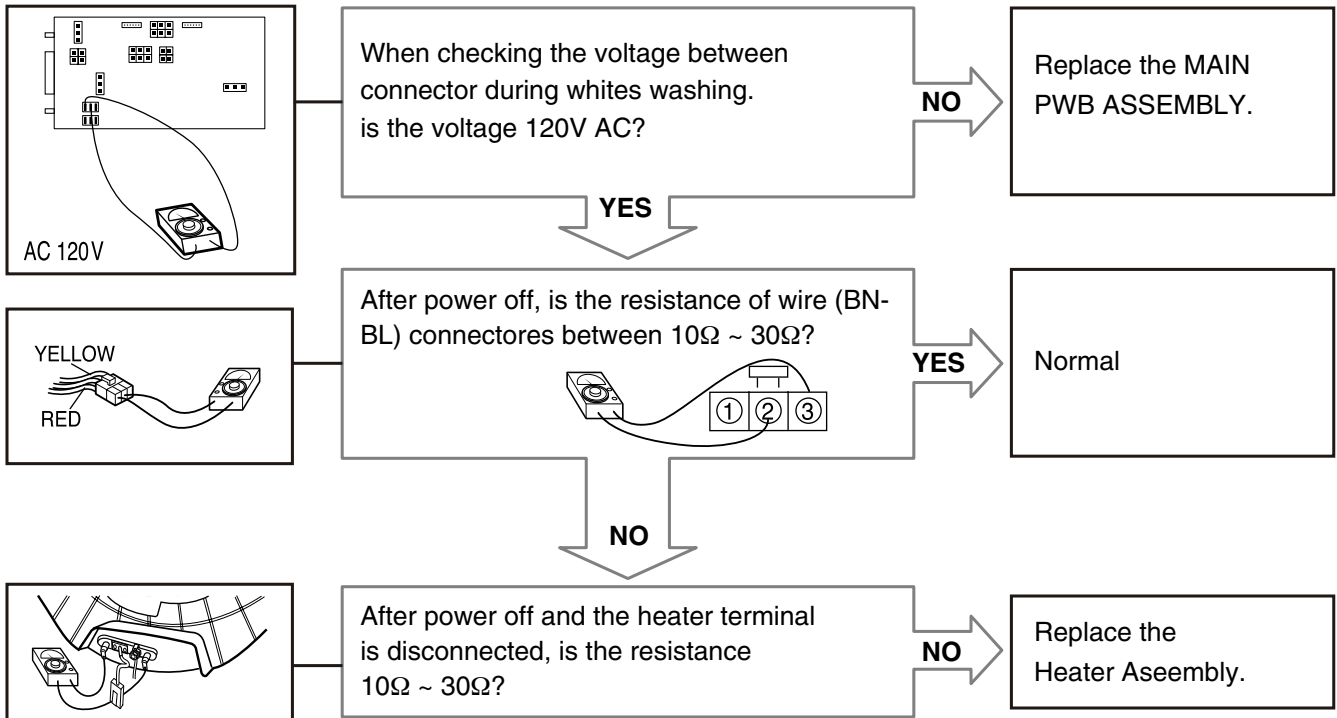 AC 120V
When checking the voltage between
connector during whites washing.
is the voltage 120V AC?
NO
Replace the MAIN
PWB ASSEMBLY.
YES
YELLOW
RED
After power off, is the resistance of wire (BN-
BL) connectores between 10Ω ~ 30Ω?
① ② ③
YES
Normal
NO
After power off and the heater terminal
is disconnected, is the resistance
10Ω ~ 30Ω?
NO
Replace the
Heater Aseembly.